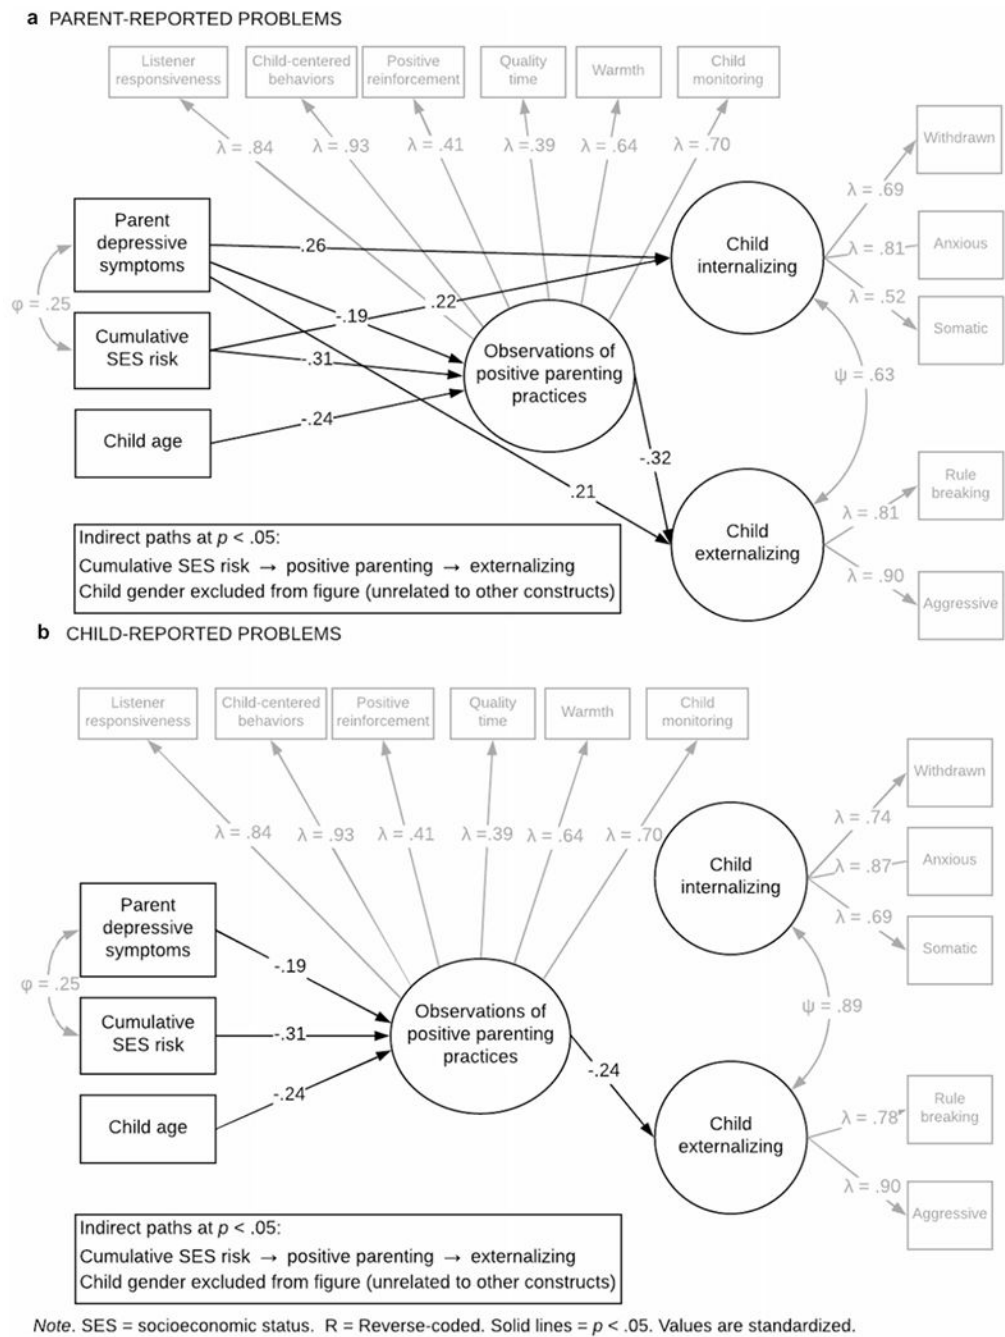 a PARENT-REPORTED PROBLEMS
Listener
responsiveness
Child-centered
behaviors
Positive
reinforcement
Quality
time
Warmth
Child
monitoring
λ = .84
λ = .93
λ = .41
λ = .39
λ = .64
λ = .70
Withdrawn
λ = .69
Anxious
λ = .81
λ = .52
Somatic
Parent
depressive
symptoms
φ = .25
Cumulative
SES risk
Child age
.26
-.19
.22
-.31
-.24
.21
-.32
Observations of
positive parenting
practices
Child
internalizing
ψ = .63
Child
externalizing
Rule
breaking
λ = .81
λ = .90
Aggressive
Indirect paths at p < .05:
Cumulative SES risk → positive parenting → externalizing
Child gender excluded from figure (unrelated to other constructs)
b CHILD-REPORTED PROBLEMS
Listener
responsiveness
Child-centered
behaviors
Positive
reinforcement
Quality
time
Warmth
Child
monitoring
λ = .84
λ = .93
λ = .41
λ = .39
λ = .64
λ = .70
Withdrawn
λ = .74
Anxious
λ = .87
λ = .69
Somatic
Parent
depressive
symptoms
φ = .25
Cumulative
SES risk
Child age
-.19
-.31
-.24
Observations of
positive parenting
practices
-.24
Child
internalizing
ψ = .89
Child
externalizing
Rule
breaking
λ = .78
λ = .90
Aggressive
Indirect paths at p < .05:
Cumulative SES risk → positive parenting → externalizing
Child gender excluded from figure (unrelated to other constructs)
Note. SES = socioeconomic status. R = Reverse-coded. Solid lines = p < .05. Values are standardized.